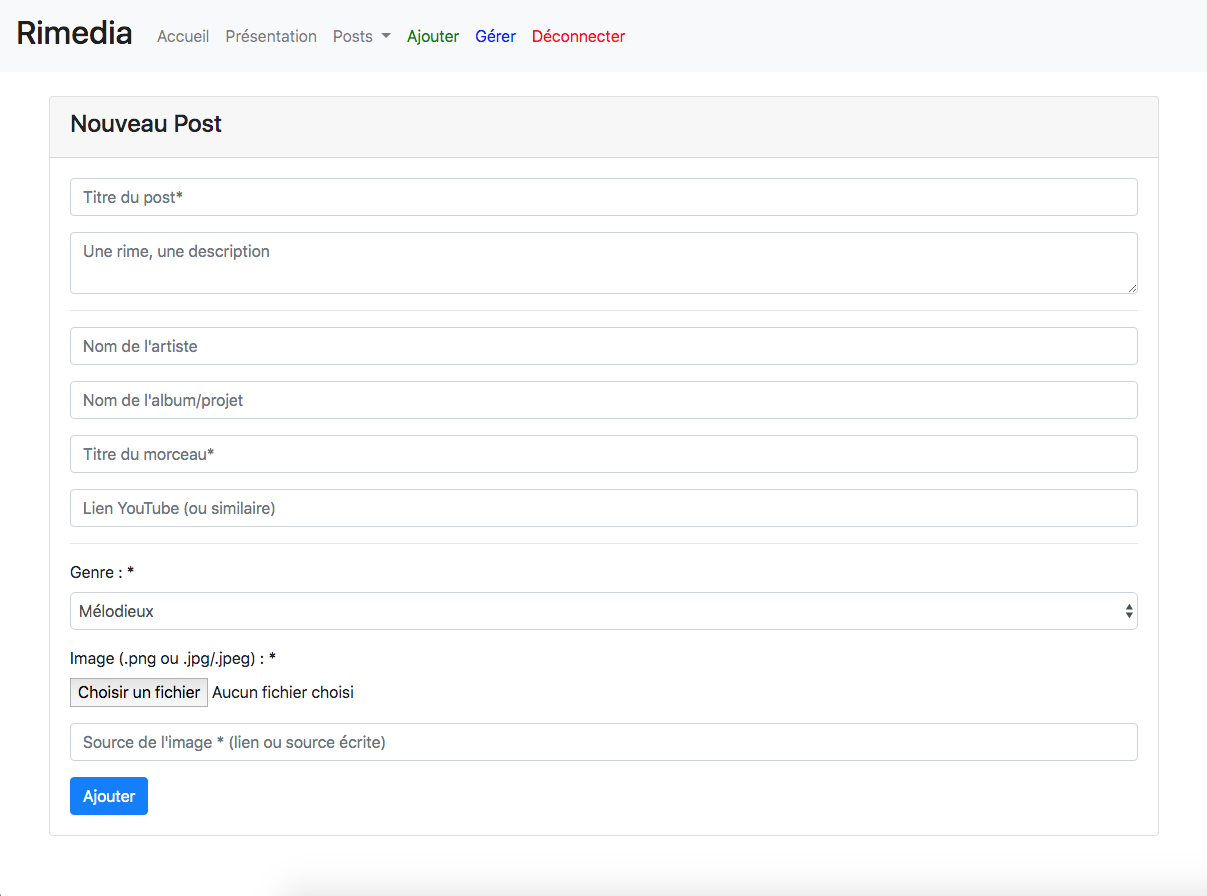 Rimedia Accueil Présentation Posts Ajouter Gérer Déconnecter
Nouveau Post
Titre du post*
Une rime, une description
Nom de l'artiste
Nom de l'album/projet
Titre du morceau*
Lien YouTube (ou similaire)
Genre : *
Mélodieux
Image (.png ou .jpg/.jpeg) : *
Choisir un fichier Aucun fichier choisi
Source de l'image * (lien ou source écrite)
Ajouter